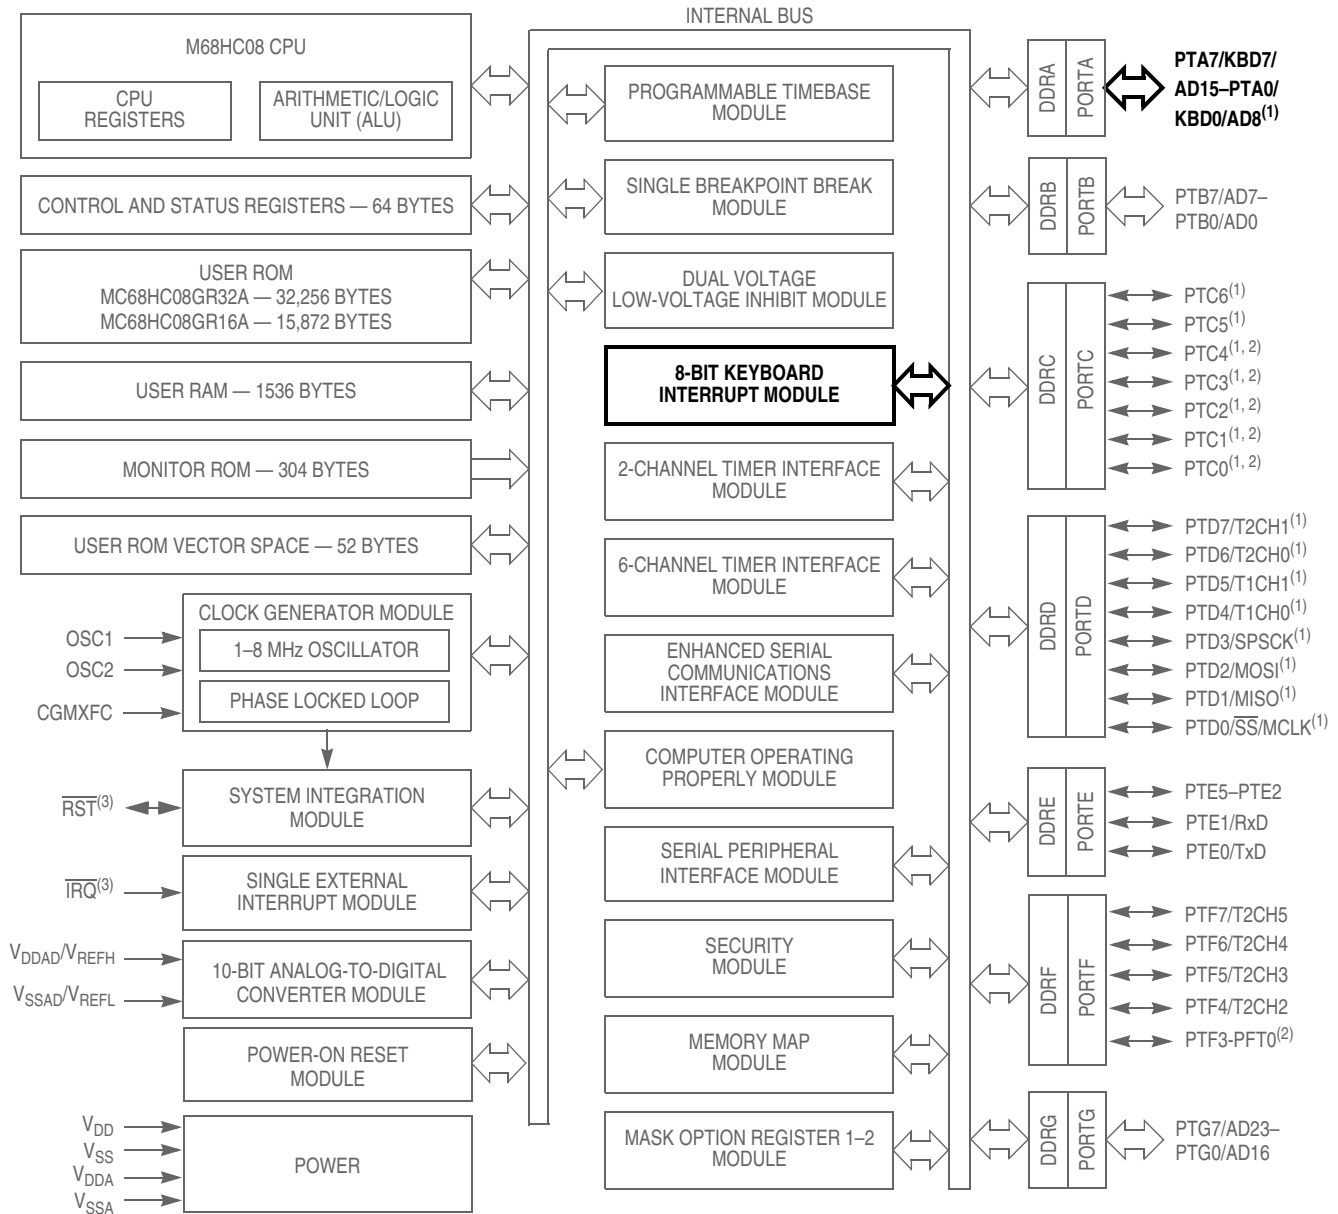 INTERNAL BUS
M68HC08 CPU
CPU
REGISTERS
ARITHMETIC/LOGIC
UNIT (ALU)
CONTROL AND STATUS REGISTERS — 64 BYTES
USER ROM
MC68HC08GR32A — 32,256 BYTES
MC68HC08GR16A — 15,872 BYTES
USER RAM — 1536 BYTES
MONITOR ROM — 304 BYTES
USER ROM VECTOR SPACE — 52 BYTES
CLOCK GENERATOR MODULE
1–8 MHz OSCILLATOR
PHASE LOCKED LOOP
OSC1
OSC2
CGMXFC
SYSTEM INTEGRATION
MODULE
RST(3)
SINGLE EXTERNAL
INTERRUPT MODULE
IRQ(3)
10-BIT ANALOG-TO-DIGITAL
CONVERTER MODULE
VDDAD/VREFH
VSSAD/VREFL
POWER-ON RESET
MODULE
POWER
VDD
VSS
VDDA
VSSA
PROGRAMMABLE TIMEBASE
MODULE
SINGLE BREAKPOINT BREAK
MODULE
DUAL VOLTAGE
LOW-VOLTAGE INHIBIT MODULE
8-BIT KEYBOARD
INTERRUPT MODULE
2-CHANNEL TIMER INTERFACE
MODULE
6-CHANNEL TIMER INTERFACE
MODULE
ENHANCED SERIAL
COMMUNICATIONS
INTERFACE MODULE
COMPUTER OPERATING
PROPERLY MODULE
SERIAL PERIPHERAL
INTERFACE MODULE
SECURITY
MODULE
MEMORY MAP
MODULE
MASK OPTION REGISTER 1–2
MODULE
DDRA
PORTA
PTA7/KBD7/
AD15–PTA0/
KBD0/AD8(1)
DDRB
PORTB
PTB7/AD7–
PTB0/AD0
DDRC
PORTC
PTC6(1)
PTC5(1)
PTC4(1, 2)
PTC3(1, 2)
PTC2(1, 2)
PTC1(1, 2)
PTC0(1, 2)
DDRD
PORTD
PTD7/T2CH1(1)
PTD6/T2CH0(1)
PTD5/T1CH1(1)
PTD4/T1CH0(1)
PTD3/SPSCK(1)
PTD2/MOSI(1)
PTD1/MISO(1)
PTD0/SS/MCLK(1)
DDRE
PORTE
PTE5–PTE2
PTE1/RxD
PTE0/TxD
DDRF
PORTF
PTF7/T2CH5
PTF6/T2CH4
PTF5/T2CH3
PTF4/T2CH2
PTF3-PFT0(2)
DDRG
PORTG
PTG7/AD23–
PTG0/AD16